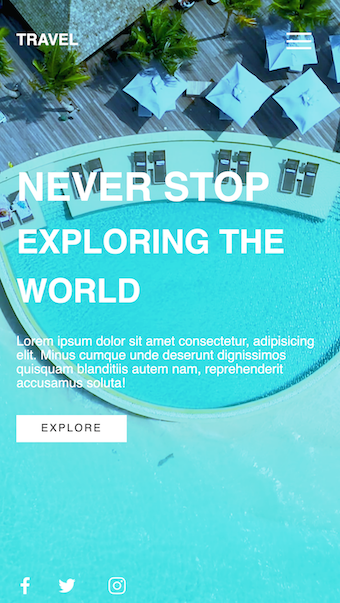 TRAVEL
NEVER STOP
EXPLORING THE
WORLD
Lorem ipsum dolor sit amet consectetur, adipisicing
elit. Minus cumque unde deserunt dignissimos
quisquam blanditiis autem nam, reprehenderit
accusamus soluta!
EXPLORE